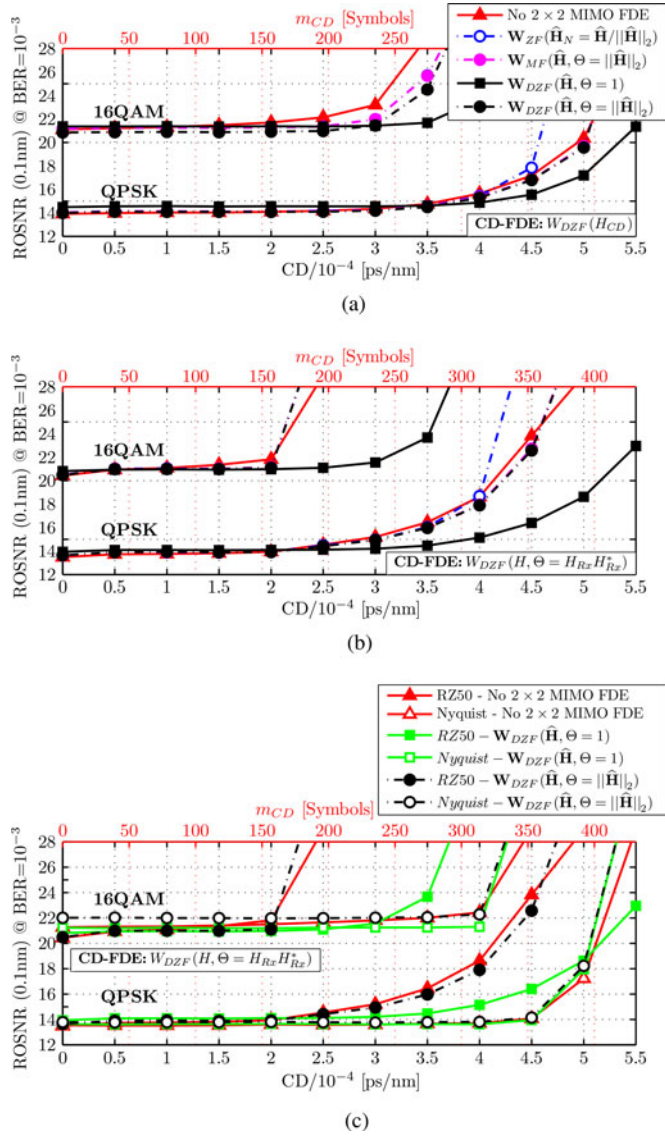 m_CD [Symbols]
0 50 100 150 200 250
No 2 × 2 MIMO FDE
W_ZF(Ĥ_N = Ĥ/||Ĥ||_2)
W_MF(Ĥ, Θ = ||Ĥ||_2)
W_DZF(Ĥ, Θ = 1)
W_DZF(Ĥ, Θ = ||Ĥ||_2)
ROSNR (0.1nm) @ BER=10^-3
28
26
24
22
20
18
16
14
12
16QAM
QPSK
CD-FDE: W_DZF(H_CD)
0 0.5 1 1.5 2 2.5 3 3.5 4 4.5 5 5.5
CD/10^-4 [ps/nm]
(a)
m_CD [Symbols]
0 50 100 150 200 250 300 350 400
ROSNR (0.1nm) @ BER=10^-3
28
26
24
22
20
18
16
14
12
16QAM
QPSK
CD-FDE: W_DZF(H, Θ = H_Rx H*_Rx)
0 0.5 1 1.5 2 2.5 3 3.5 4 4.5 5 5.5
CD/10^-4 [ps/nm]
(b)
RZ50 - No 2 × 2 MIMO FDE
Nyquist - No 2 × 2 MIMO FDE
RZ50 - W_DZF(Ĥ, Θ = 1)
Nyquist - W_DZF(Ĥ, Θ = 1)
RZ50 - W_DZF(Ĥ, Θ = ||Ĥ||_2)
Nyquist - W_DZF(Ĥ, Θ = ||Ĥ||_2)
m_CD [Symbols]
0 50 100 150 200 250 300 350 400
ROSNR (0.1nm) @ BER=10^-3
28
26
24
22
20
18
16
14
12
16QAM
CD-FDE: W_DZF(H, Θ = H_Rx H*_Rx)
QPSK
0 0.5 1 1.5 2 2.5 3 3.5 4 4.5 5 5.5
CD/10^-4 [ps/nm]
(c)